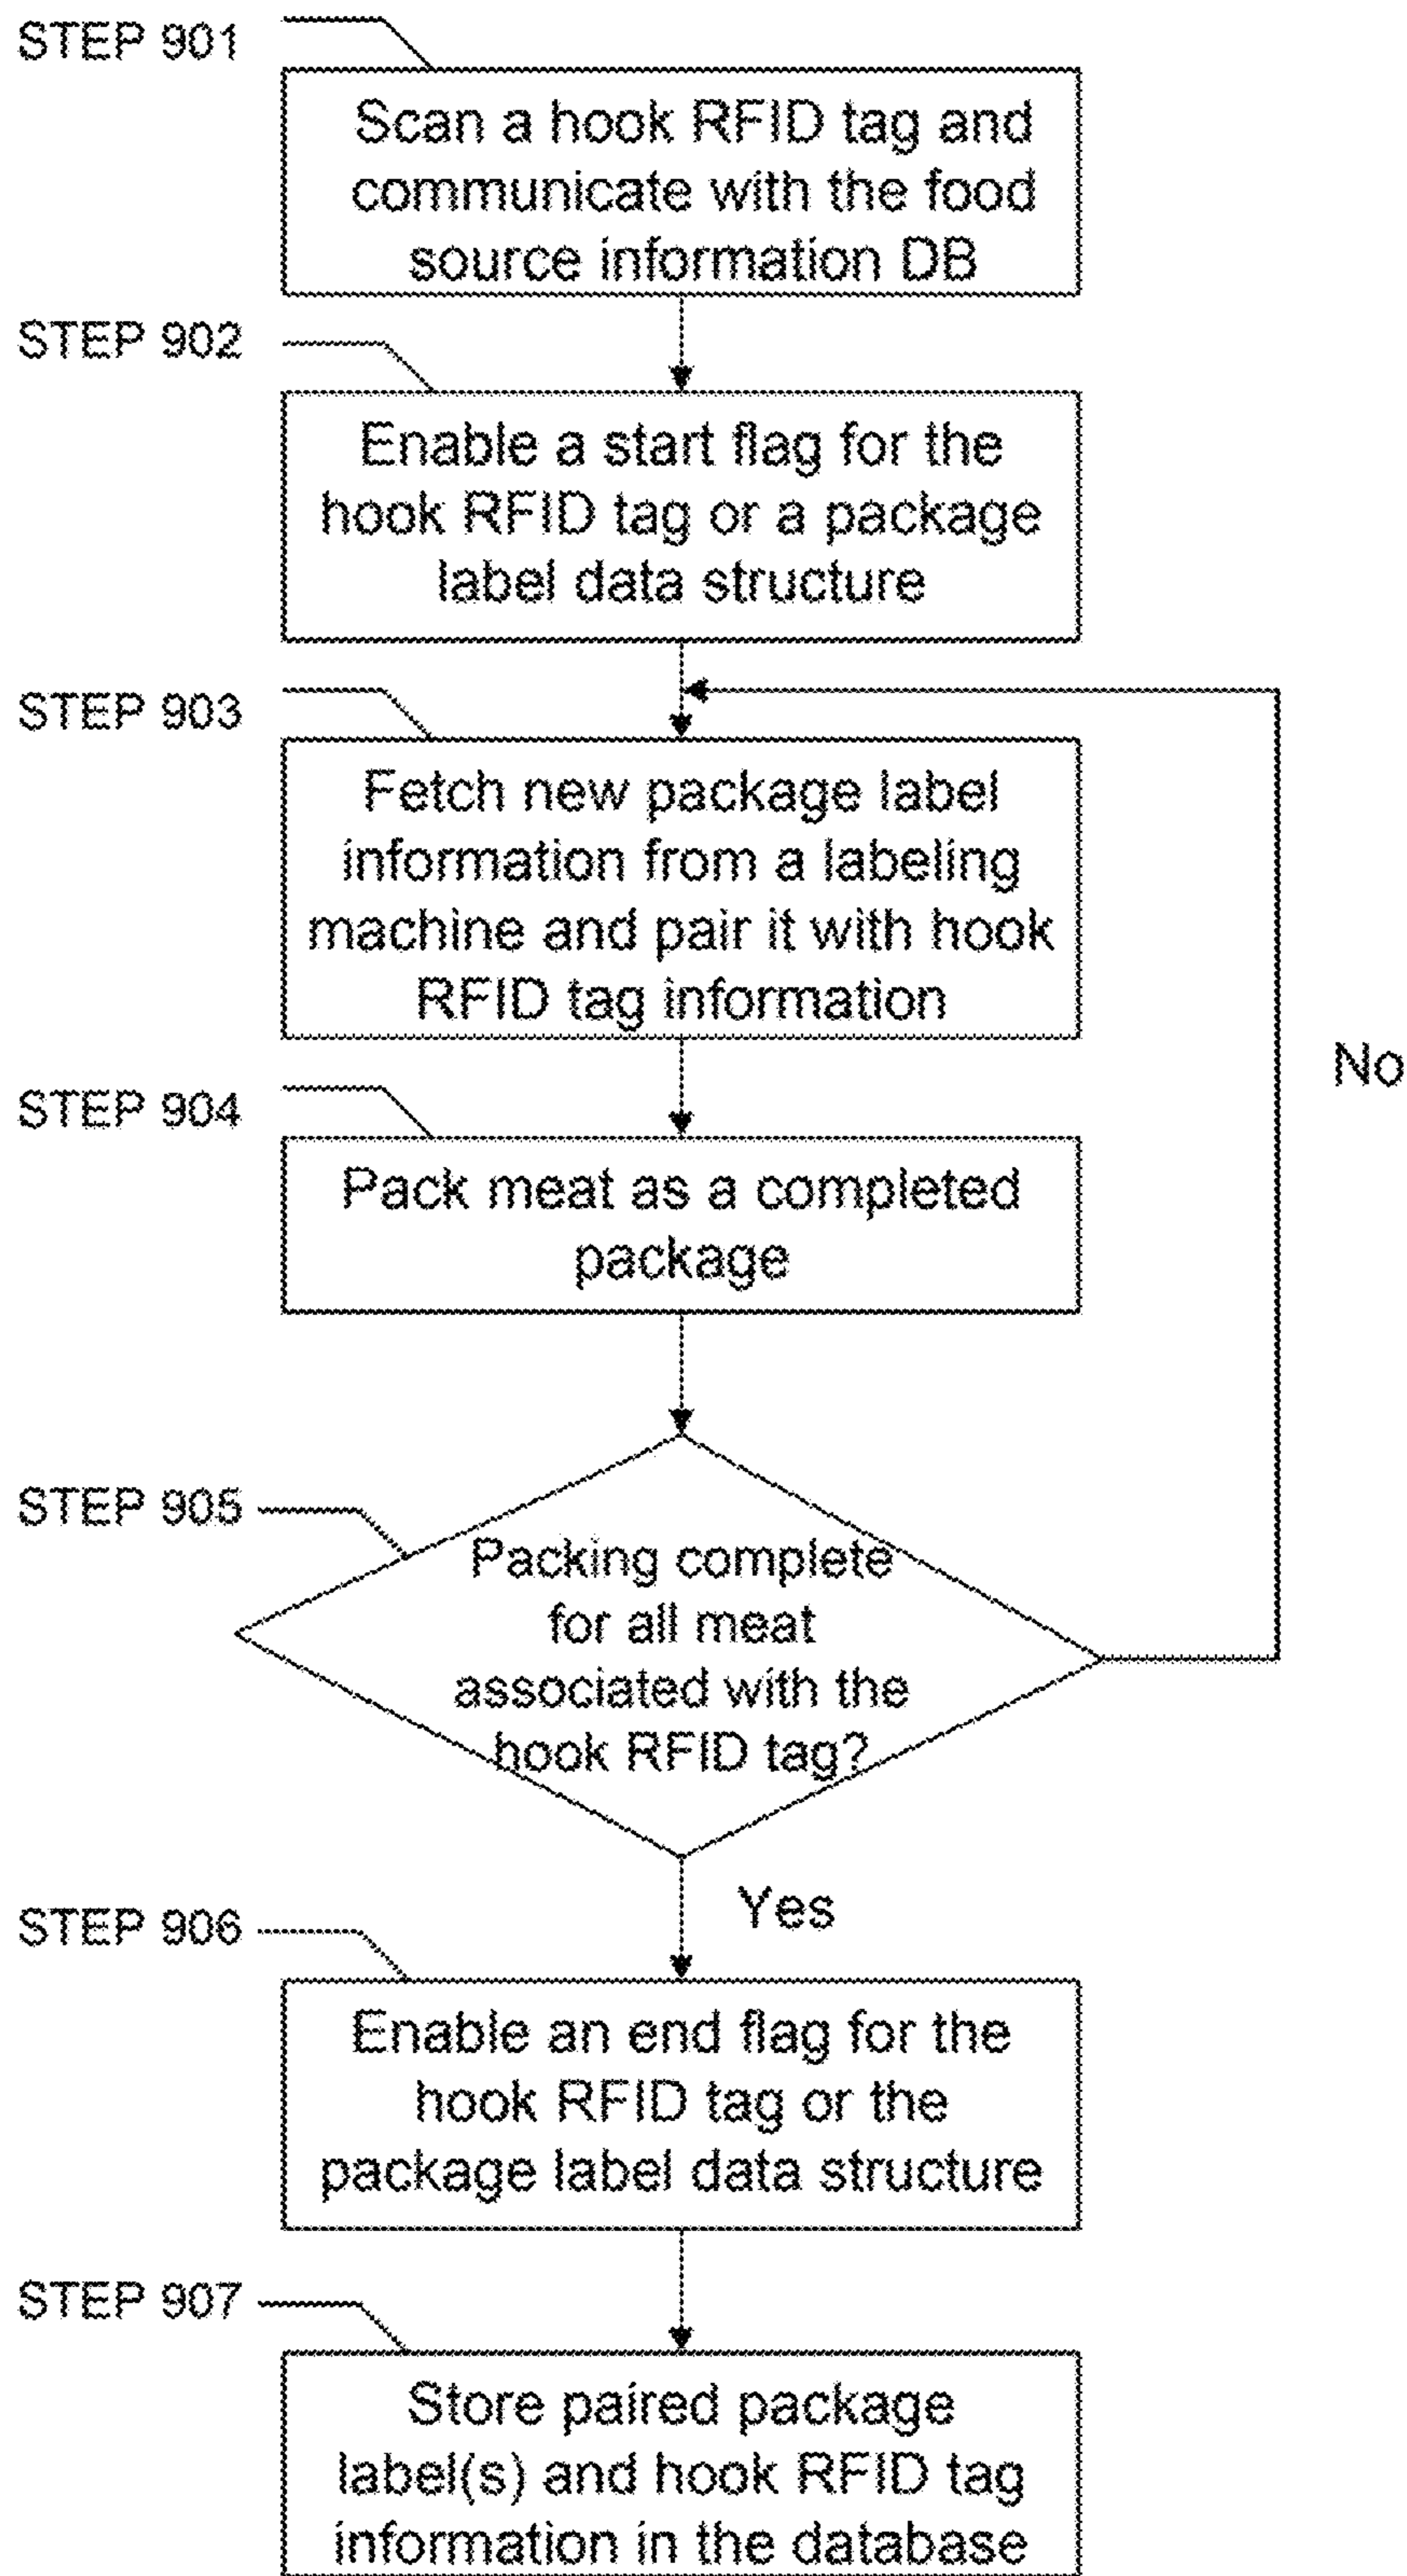 STEP 901
Scan a hook RFID tag and
communicate with the food
source information DB
STEP 902
Enable a start flag for the
hook RFID tag or a package
label data structure
STEP 903
Fetch new package label
information from a labeling
machine and pair it with hook
RFID tag information
No
STEP 904
Pack meat as a completed
package
STEP 905
Packing complete
for all meat
associated with the
hook RFID tag?
Yes
STEP 906
Enable an end flag for the
hook RFID tag or the
package label data structure
STEP 907
Store paired package
label(s) and hook RFID tag
information in the database